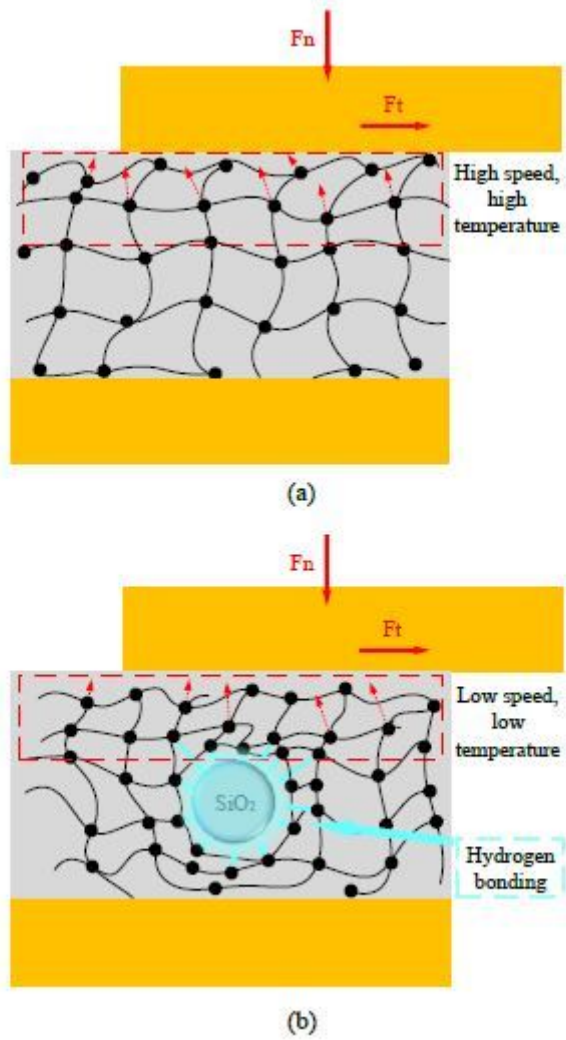 Fn
Ft
High speed,
high
temperature
(a)
Fn
Ft
Low speed,
low
temperature
SiO₂
Hydrogen
bonding
(b)